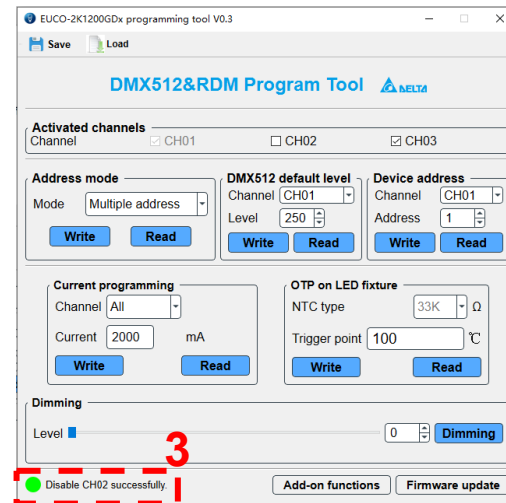 EUCO-2K1200GDx programming tool V0.3
Save Load
DMX512&RDM Program Tool DELTA
Activated channels
Channel CH01 CH02 CH03
Address mode
Mode Multiple address
Write Read
DMX512 default level
Channel CH01
Level 250
Write Read
Device address
Channel CH01
Address 1
Write Read
Current programming
Channel All
Current 2000 mA
Write Read
OTP on LED fixture
NTC type 33K Ω
Trigger point 100 ℃
Write Read
Dimming
Level 0 Dimming
3
Disable CH02 successfully.
Add-on functions Firmware update